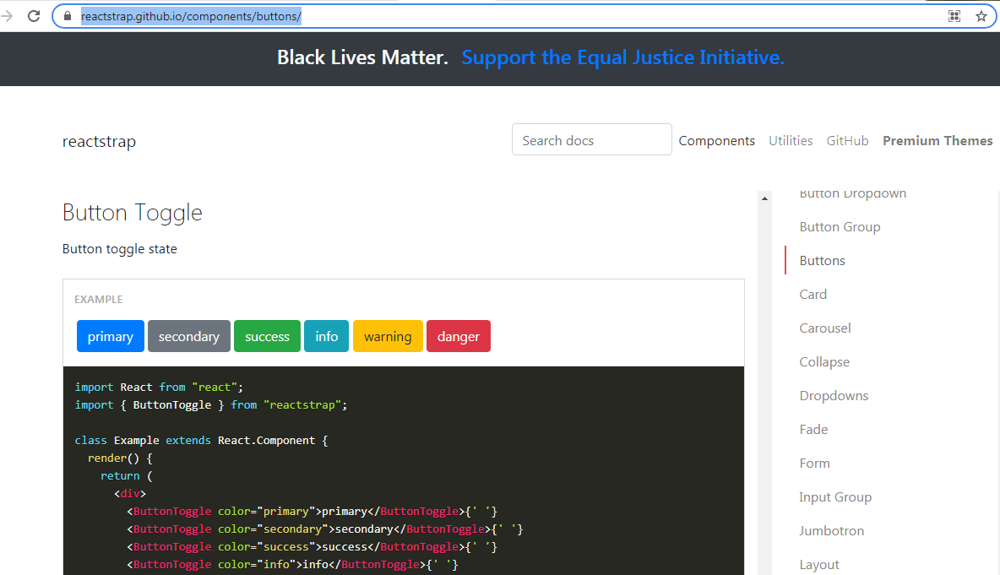 reactstrap.github.io/components/buttons/
Black Lives Matter. Support the Equal Justice Initiative.
reactstrap
Search docs
Components Utilities GitHub Premium Themes
Button Toggle
Button toggle state
EXAMPLE
primary secondary success info warning danger
import React from "react";
import { ButtonToggle } from "reactstrap";
class Example extends React.Component {
render() {
return (
<div>
<ButtonToggle color="primary">primary</ButtonToggle>{' '}
<ButtonToggle color="secondary">secondary</ButtonToggle>{' '}
<ButtonToggle color="success">success</ButtonToggle>{' '}
<ButtonToggle color="info">info</ButtonToggle>{' '}
Button Dropdown
Button Group
Buttons
Card
Carousel
Collapse
Dropdowns
Fade
Form
Input Group
Jumbotron
Layout